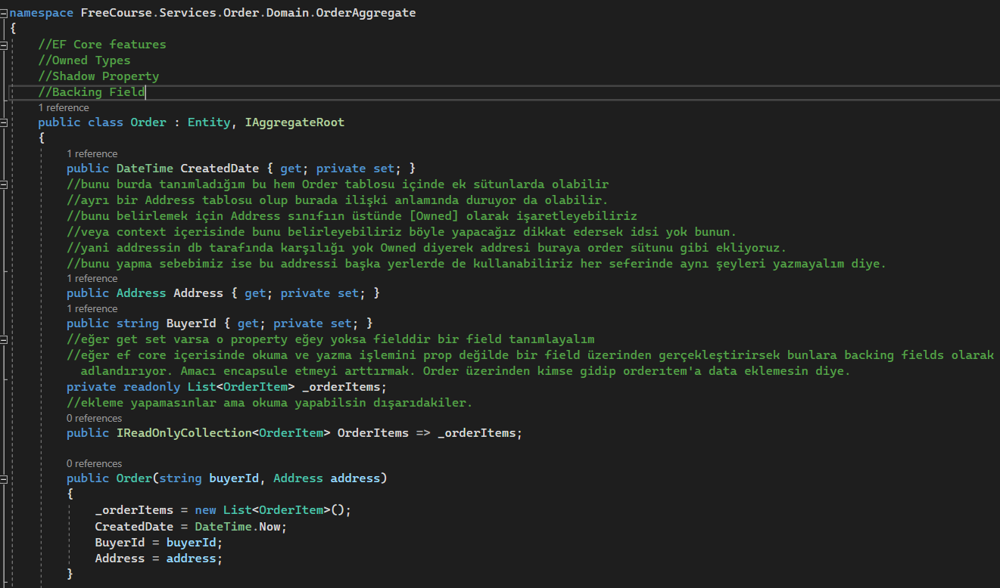 namespace FreeCourse.Services.Order.Domain.OrderAggregate
{
//EF Core features
//Owned Types
//Shadow Property
//Backing Field
1 reference
public class Order : Entity, IAggregateRoot
{
1 reference
public DateTime CreatedDate { get; private set; }
//bunu burda tanımladığım bu hem Order tablosu içinde ek sütunlarda olabilir
//ayrı bir Address tablosu olup burada ilişki anlamında duruyor da olabilir.
//bunu belirlemek için Address sınıfıın üstünde [Owned] olarak işaretleyebiliriz
//veya context içerisinde bunu belirleyebiliriz böyle yapacağız dikkat edersek idsi yok bunun.
//yani addressin db tarafında karşılığı yok Owned diyerek addresi buraya order sütunu gibi ekliyoruz.
//bunu yapma sebebimiz ise bu addressi başka yerlerde de kullanabiliriz her seferinde aynı şeyleri yazmayalım diye.
1 reference
public Address Address { get; private set; }
1 reference
public string BuyerId { get; private set; }
//eğer get set varsa o property eğey yoksa fielddir bir field tanımlayalım
//eğer ef core içerisinde okuma ve yazma işlemini prop değilde bir field üzerinden gerçekleştirirsek bunlara backing fields olarak
adlandırıyor. Amacı encapsule etmeyi arttırmak. Order üzerinden kimse gidip orderıtem'a data eklemesin diye.
private readonly List<OrderItem> _orderItems;
//ekleme yapamasınlar ama okuma yapabilsin dışarıdakiler.
0 references
public IReadOnlyCollection<OrderItem> OrderItems => _orderItems;
0 references
public Order(string buyerId, Address address)
{
_orderItems = new List<OrderItem>();
CreatedDate = DateTime.Now;
BuyerId = buyerId;
Address = address;
}